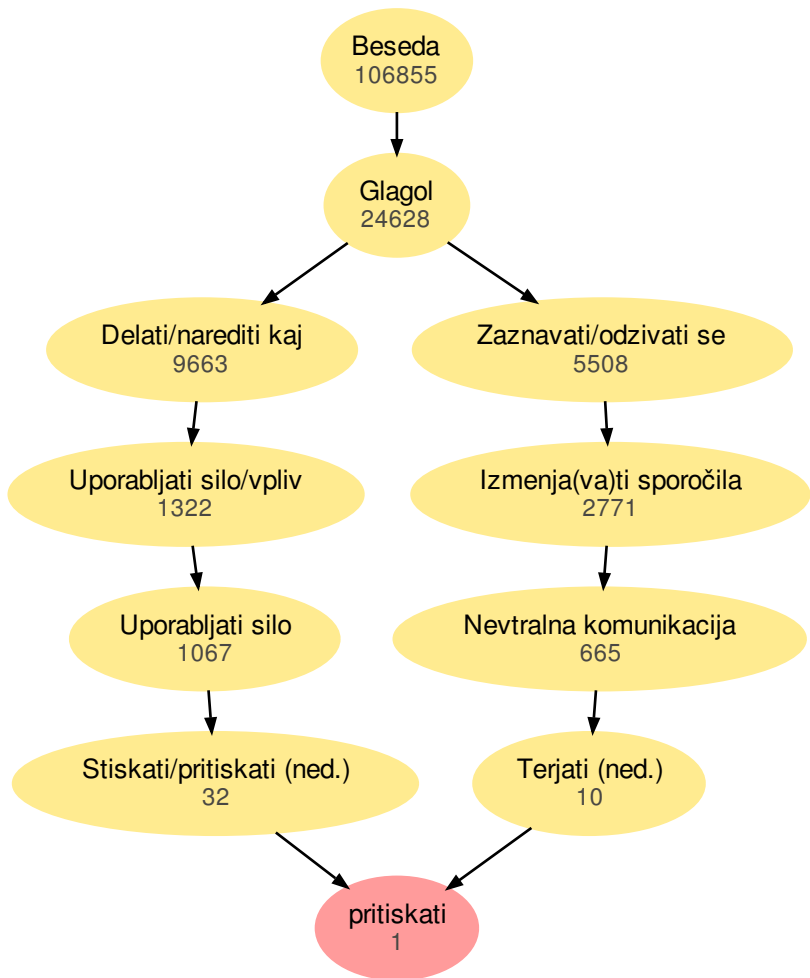 Beseda
106855
Glagol
24628
Delati/narediti kaj
9663
Zaznavati/odzivati se
5508
Uporabljati silo/vpliv
1322
Izmenja(va)ti sporočila
2771
Uporabljati silo
1067
Nevtralna komunikacija
665
Stiskati/pritiskati (ned.)
32
Terjati (ned.)
10
pritiskati
1